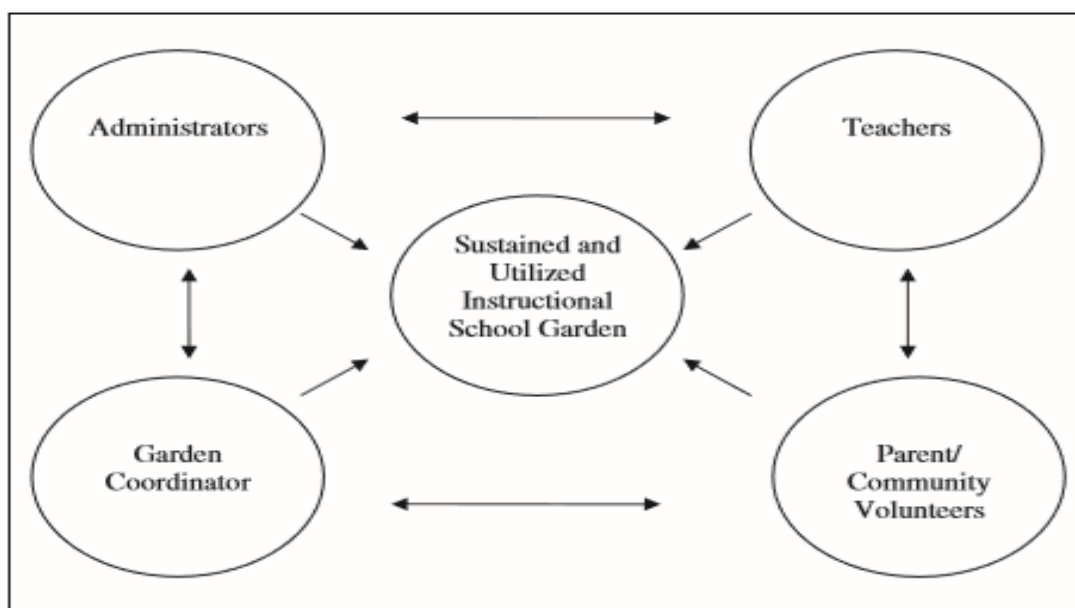 Administrators
Teachers
Sustained and
Utilized
Instructional
School Garden
Garden
Coordinator
Parent/
Community
Volunteers